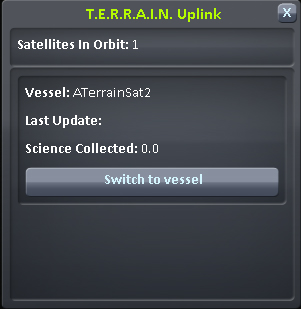 T.E.R.R.A.I.N. Uplink
X
Satellites In Orbit: 1
Vessel: ATerrainSat2
Last Update:
Science Collected: 0.0
Switch to vessel